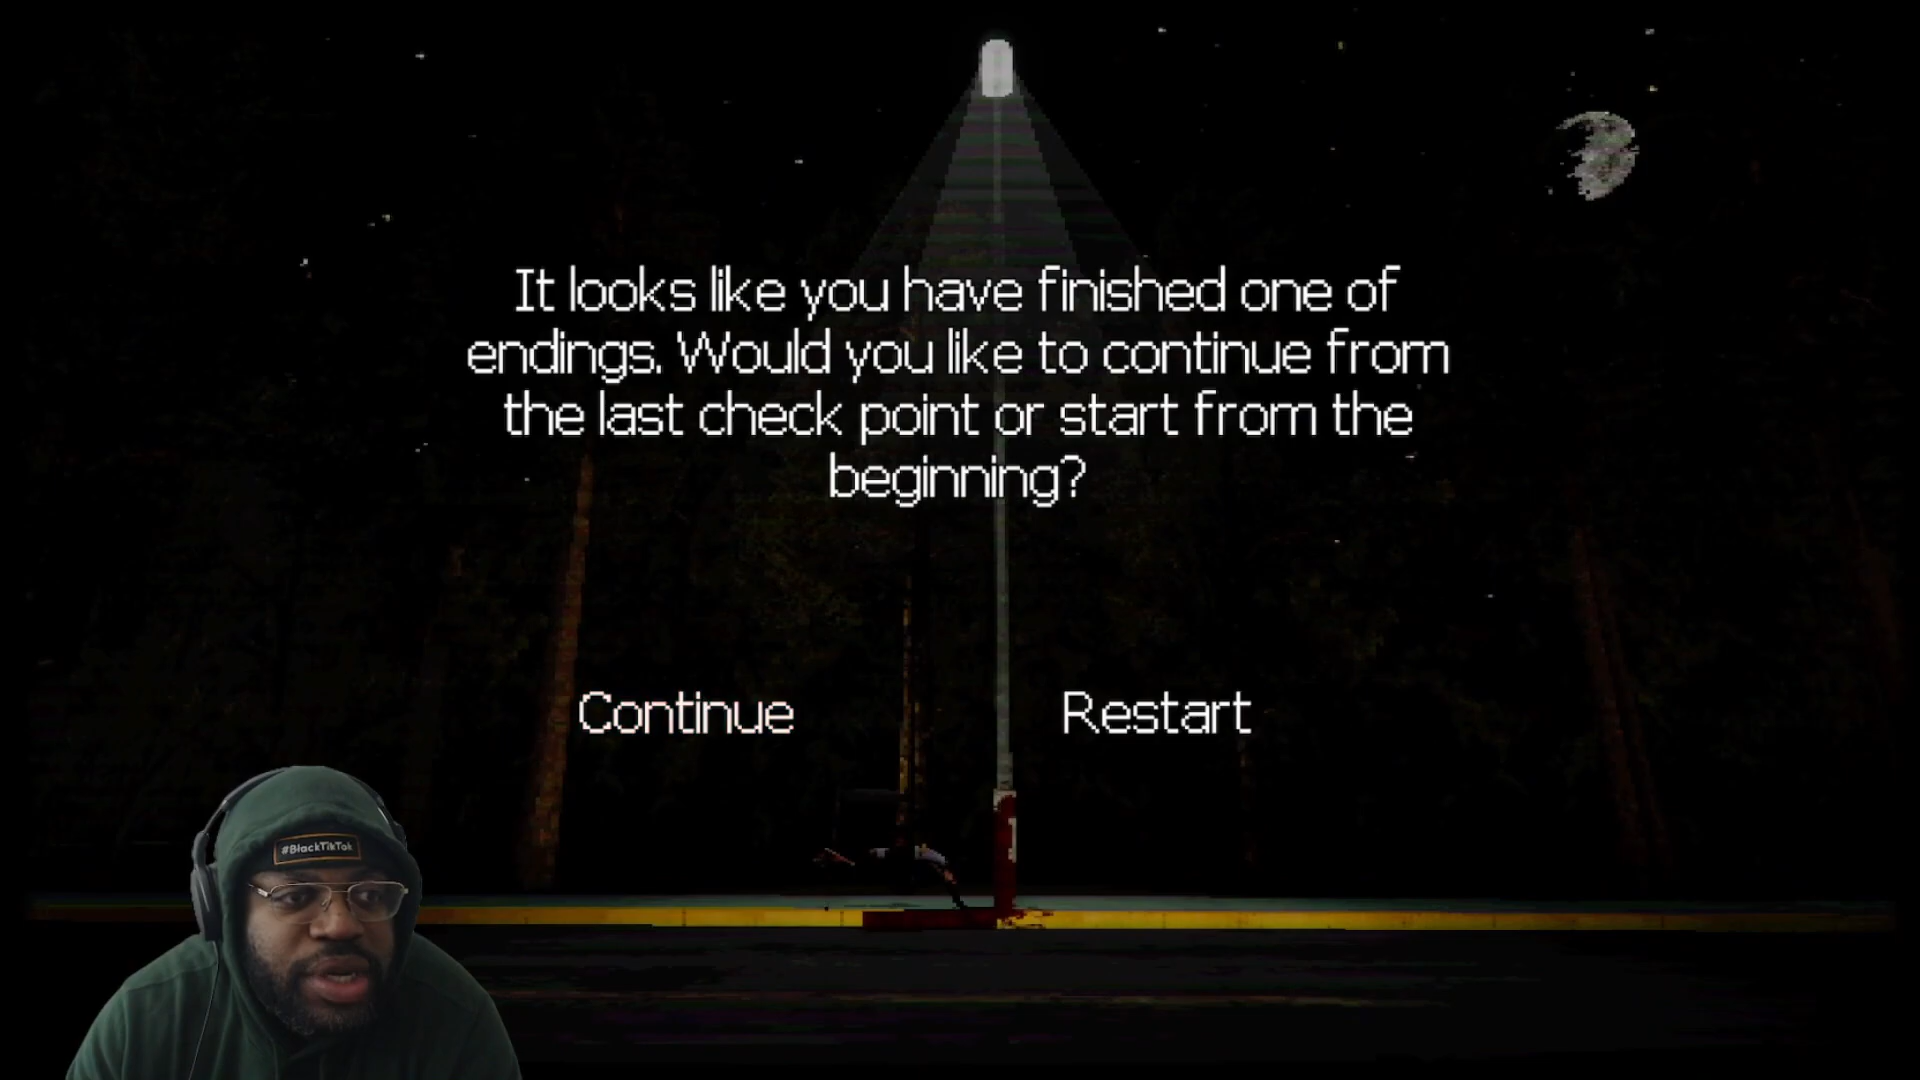 It looks like you have finished one of
endings. Would you like to continue from
the last check point or start from the
beginning?
Continue
Restart
#BlackTikTok